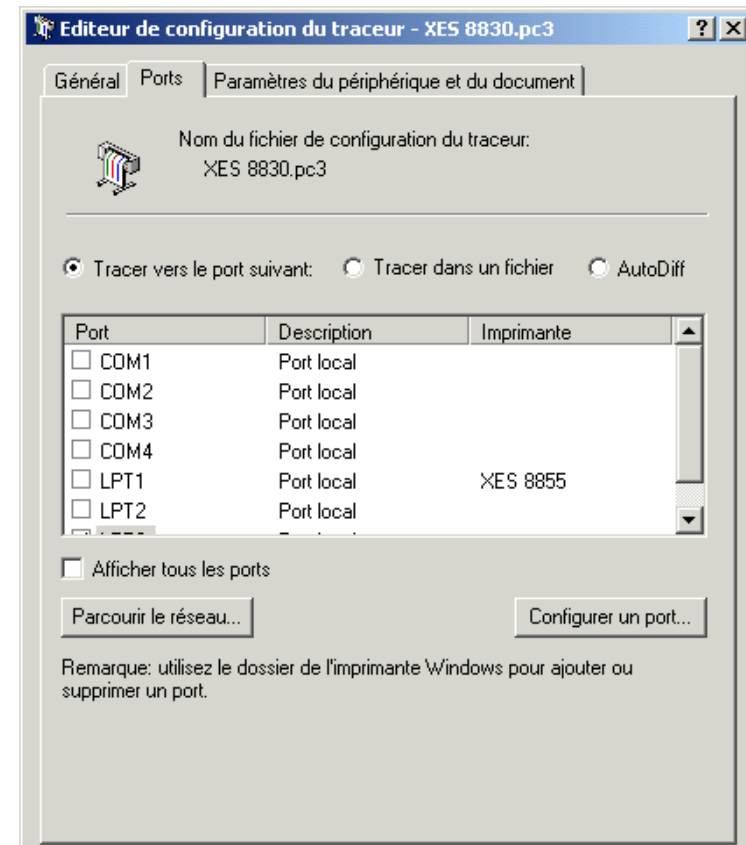 Editeur de configuration du traceur - XES 8830.pc3
Général Ports Paramètres du périphérique et du document
Nom du fichier de configuration du traceur:
XES 8830.pc3
Tracer vers le port suivant: Tracer dans un fichier AutoDiff
Port Description Imprimante
COM1 Port local
COM2 Port local
COM3 Port local
COM4 Port local
LPT1 Port local XES 8855
LPT2 Port local
Afficher tous les ports
Parcourir le réseau... Configurer un port...
Remarque: utilisez le dossier de l'imprimante Windows pour ajouter ou
supprimer un port.